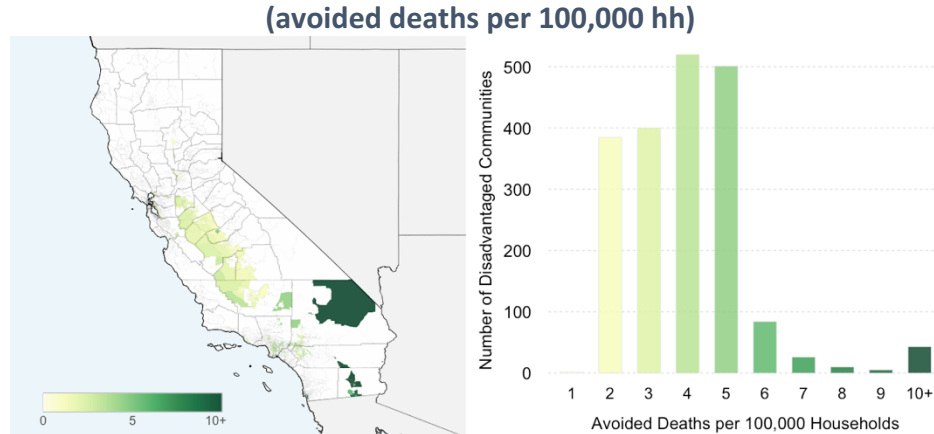 (avoided deaths per 100,000 hh)
0 5 10+
Number of Disadvantaged Communities
500
400
300
200
100
0
1 2 3 4 5 6 7 8 9 10+
Avoided Deaths per 100,000 Households